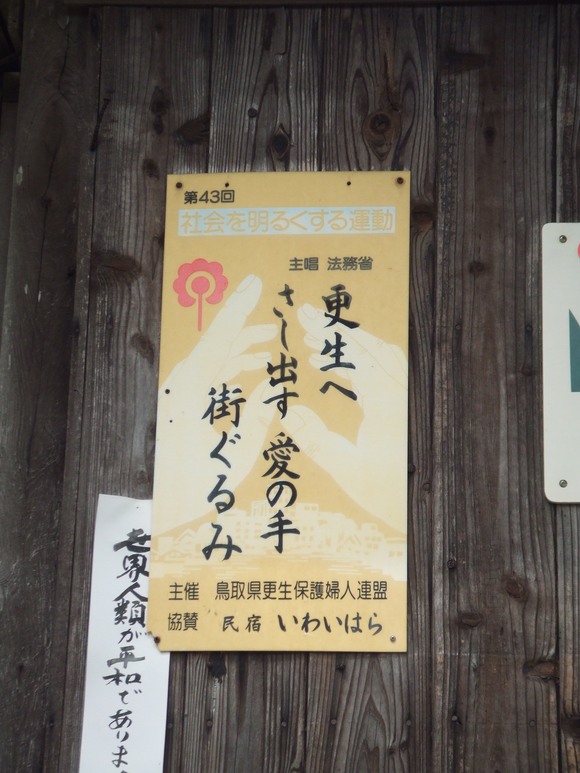 第43回
社会を明るくする運動
主唱 法務省
更生へ
さし出す 愛の手
街ぐるみ
主催 鳥取県更生保護婦人連盟
協賛 民宿 いわいはら
世界人類が平和でありま